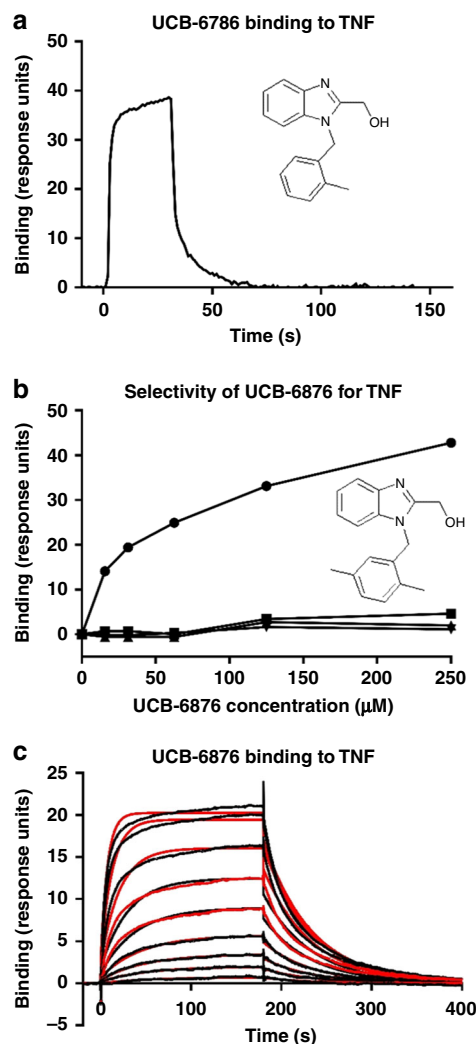 a
UCB-6786 binding to TNF
Binding (response units)
50
40
30
20
10
0
N
N
OH
0 50 100 150
Time (s)
b
Selectivity of UCB-6876 for TNF
Binding (response units)
50
40
30
20
10
0
N
N
OH
0 50 100 150 200 250
UCB-6876 concentration (μM)
c
UCB-6876 binding to TNF
Binding (response units)
25
20
15
10
5
0
–5
0 100 200 300 400
Time (s)